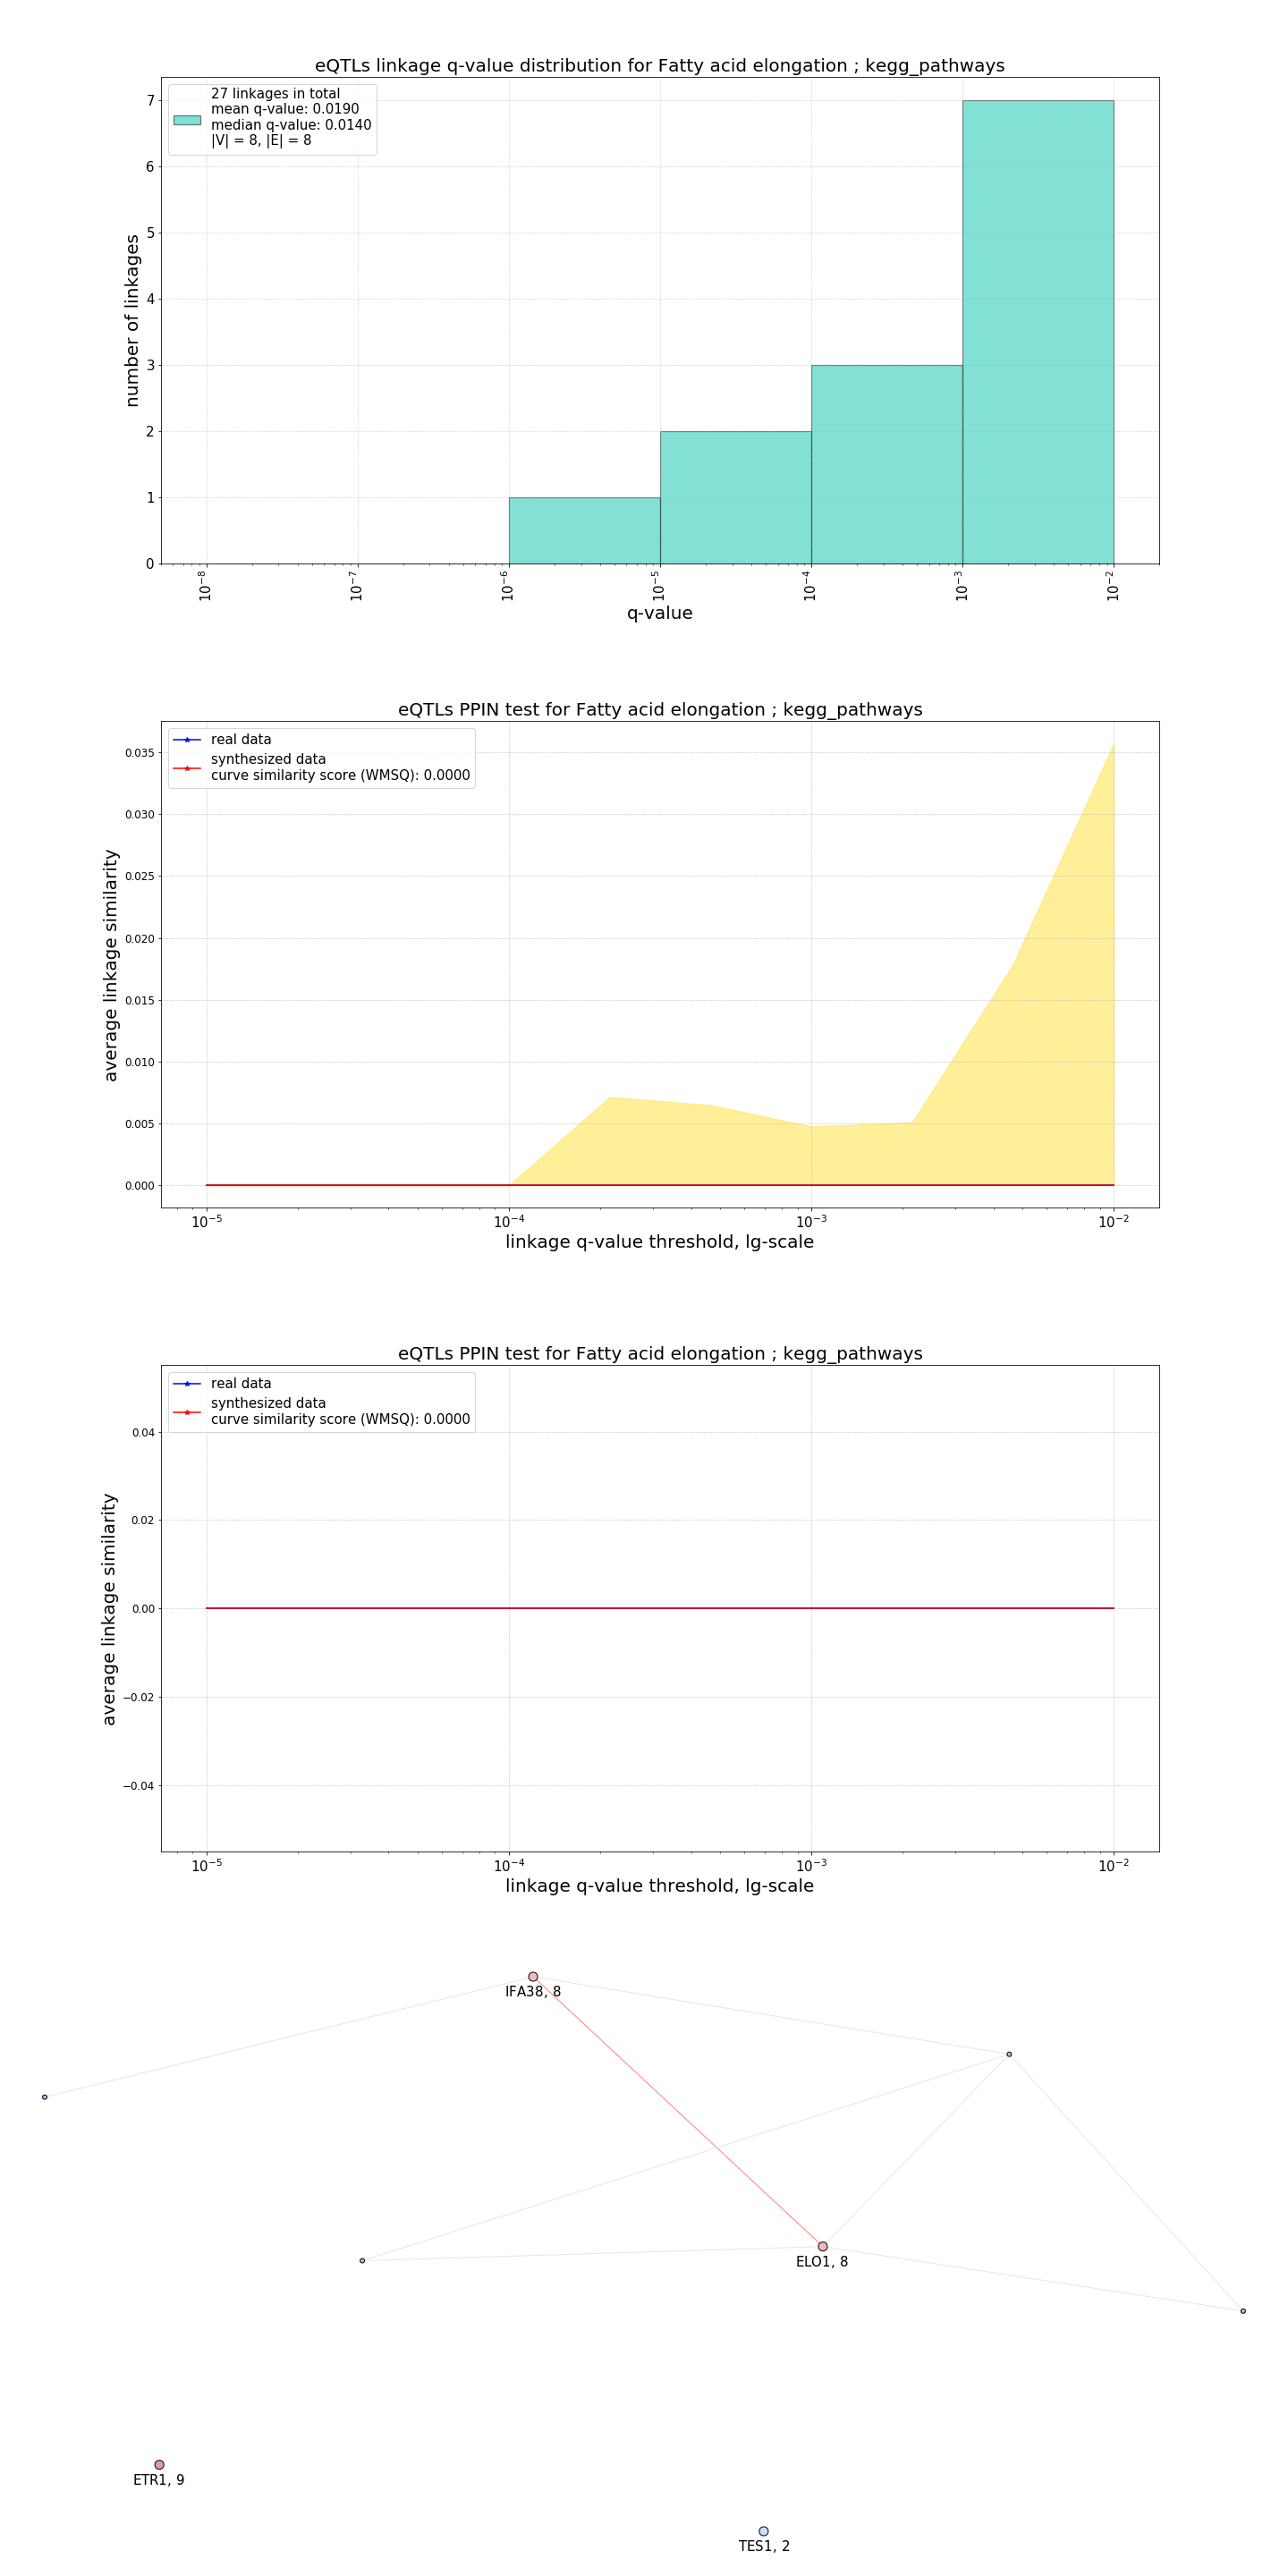 eQTLs linkage q-value distribution for Fatty acid elongation ; kegg_pathways
27 linkages in total
mean q-value: 0.0190
median q-value: 0.0140
|V| = 8, |E| = 8
number of linkages
7
6
5
4
3
2
1
0
10⁻⁸
10⁻⁷
10⁻⁶
10⁻⁵
10⁻⁴
10⁻³
10⁻²
q-value
eQTLs PPIN test for Fatty acid elongation ; kegg_pathways
real data
synthesized data
curve similarity score (WMSQ): 0.0000
average linkage similarity
0.035
0.030
0.025
0.020
0.015
0.010
0.005
0.000
10⁻⁵
10⁻⁴
10⁻³
10⁻²
linkage q-value threshold, lg-scale
eQTLs PPIN test for Fatty acid elongation ; kegg_pathways
real data
synthesized data
curve similarity score (WMSQ): 0.0000
average linkage similarity
0.04
0.02
0.00
−0.02
−0.04
10⁻⁵
10⁻⁴
10⁻³
10⁻²
linkage q-value threshold, lg-scale
IFA38, 8
ELO1, 8
ETR1, 9
TES1, 2